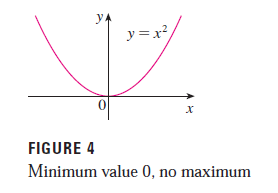 y
y = x²
0
x
FIGURE 4
Minimum value 0, no maximum